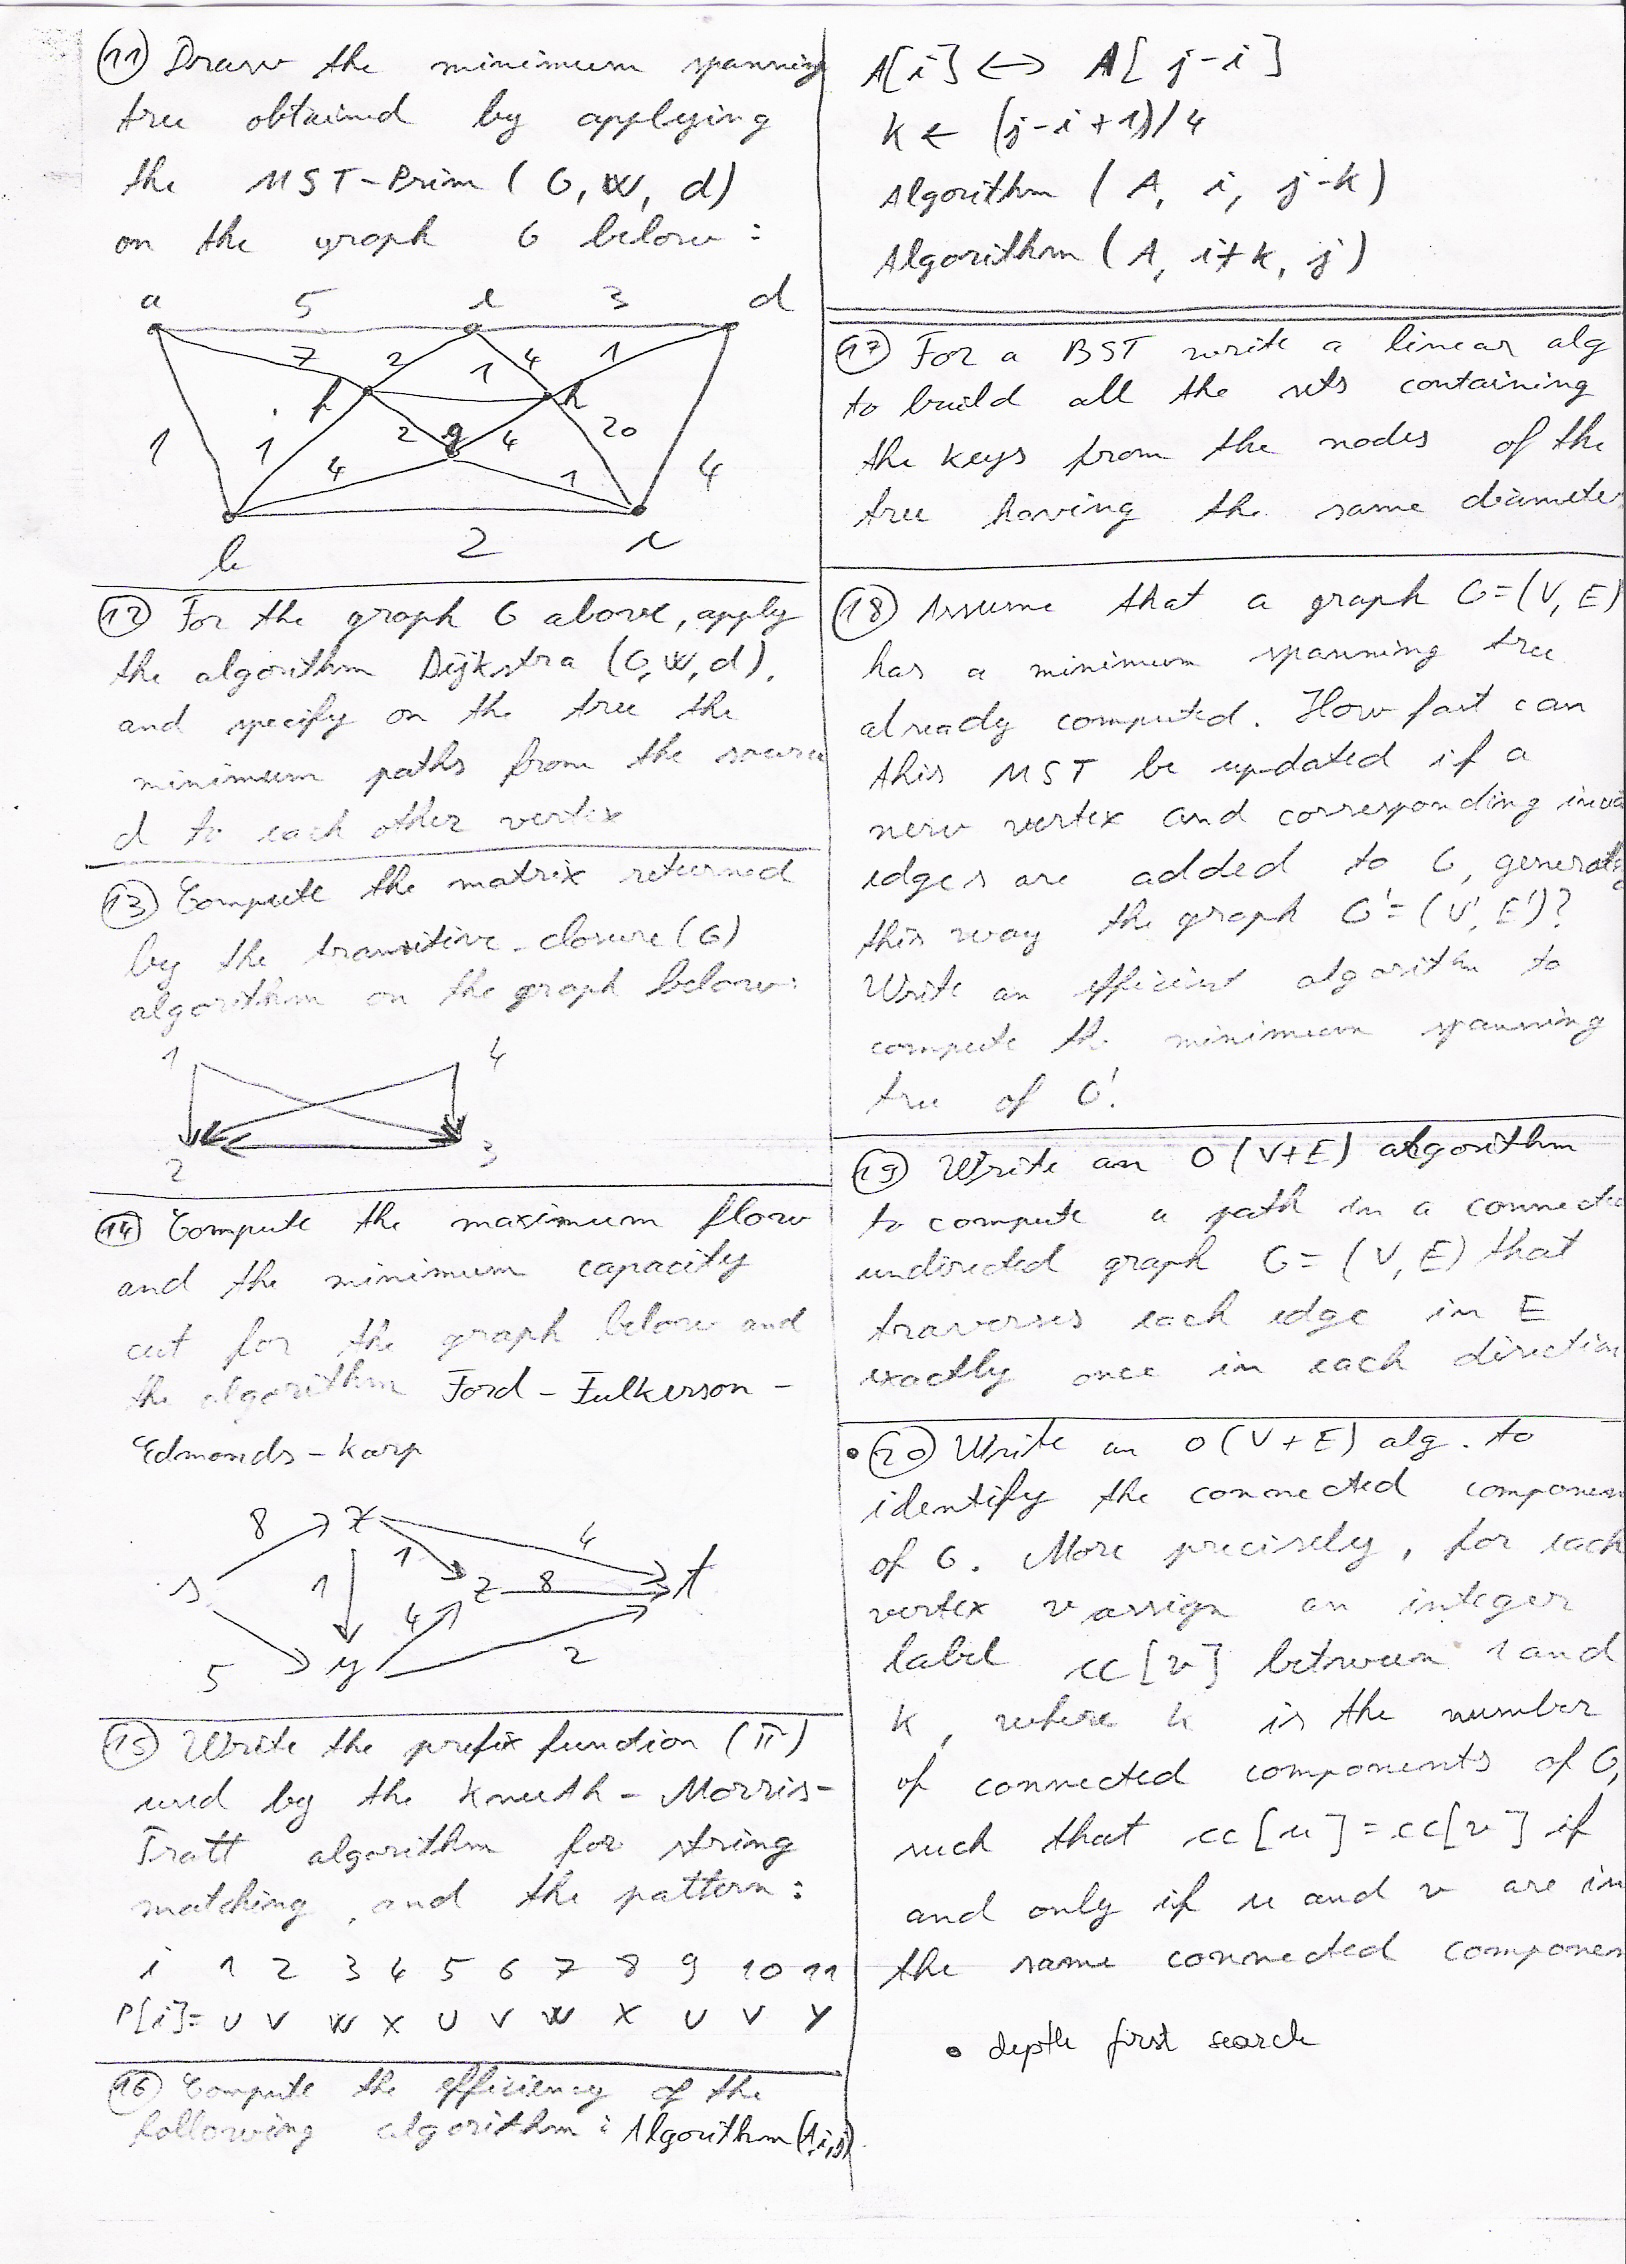 (11) Draw the minimum spanning
tree obtained by applying
the MST-Prim (G, W, d)
on the graph G below:
a 5 e 3 d
7 2 1 4 1
f h
1 1 2 g 4 20
4 1 4
b 2 c
(12) For the graph G above, apply
the algorithm Dijkstra (G, W, d),
and specify on the tree the
minimum paths from the source
d to each other vertex
(13) Compute the matrix returned
by the transitive-closure (G)
algorithm on the graph below:
1 4
2 3
(14) Compute the maximum flow
and the minimum capacity
cut for the graph below and
the algorithm Ford-Fulkerson-
Edmonds-Karp
8 x 4
1
s 1 z 8 t
4
5 y 2
(15) Write the prefix function (π)
used by the Knuth-Morris-
Pratt algorithm for string
matching, and the pattern:
i 1 2 3 4 5 6 7 8 9 10 11
P[i]= U V W X U V W X U V Y
(16) Compute the efficiency of the
following algorithm: Algorithm(A,i,j)
A[i] ↔ A[j-i]
k ← (j-i+1)/4
Algorithm (A, i, j-k)
Algorithm (A, i+k, j)
(17) For a BST write a linear alg
to build all the sets containing
the keys from the nodes of the
tree having the same diameter
(18) Assume that a graph G=(V, E)
has a minimum spanning tree
already computed. How fast can
this MST be updated if a
new vertex and corresponding
edges are added to G, generating
this way the graph G'=(V', E')?
Write an efficient algorithm to
compute the minimum spanning
tree of G'.
(19) Write an O(V+E) algorithm
to compute a path in a connected
undirected graph G=(V, E) that
traverses each edge in E
exactly once in each direction
• (20) Write an O(V+E) alg. to
identify the connected componen
of G. More precisely, for each
vertex v assign an integer
label cc[v] between 1 and
k, where k is the number
of connected components of G,
such that cc[u]=cc[v] if
and only if u and v are in
the same connected componen
• depth first search